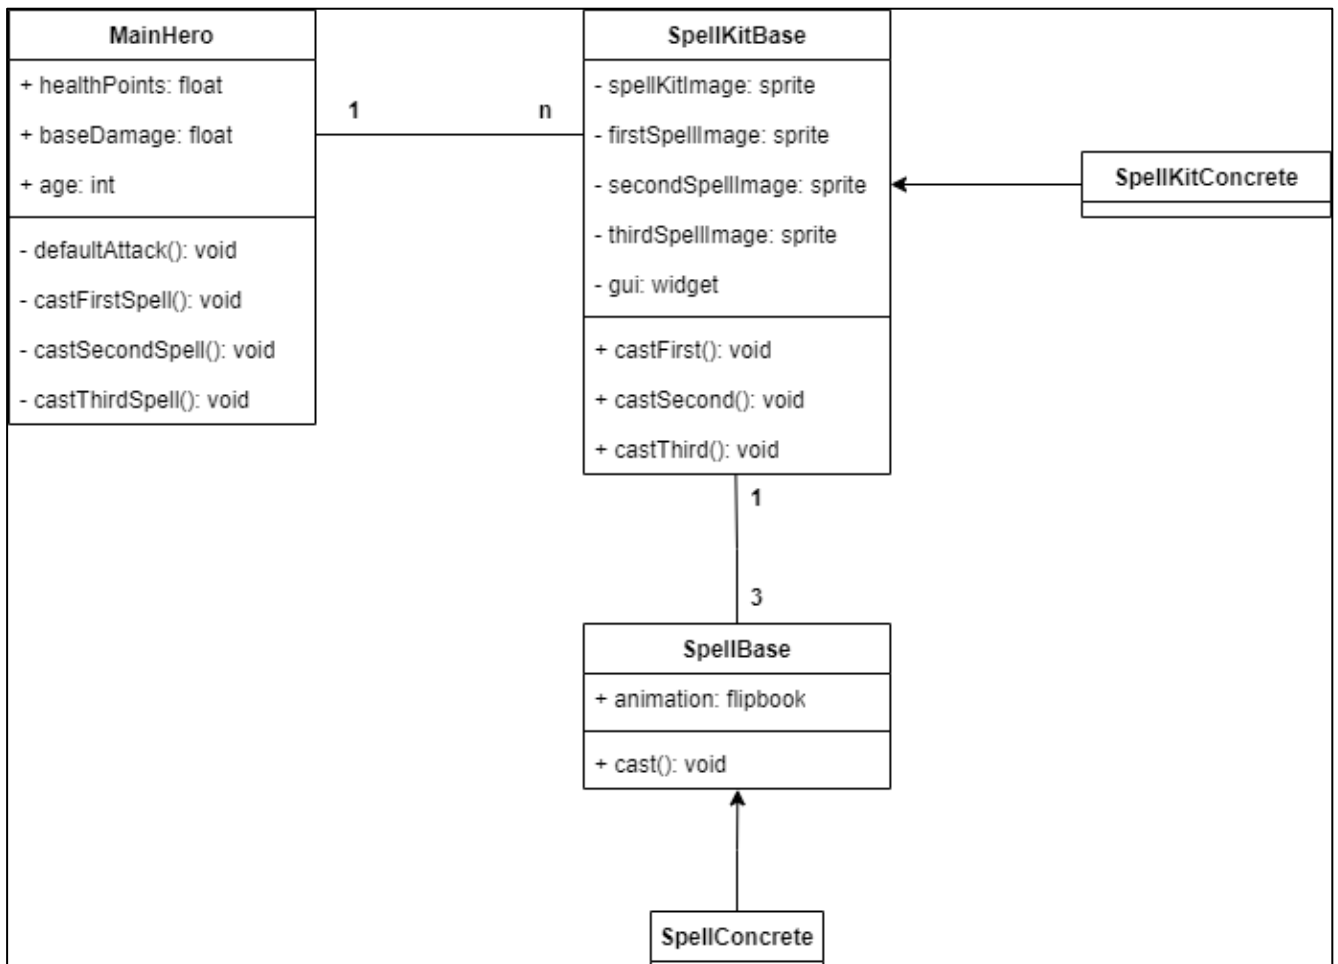 MainHero
+ healthPoints: float
+ baseDamage: float
+ age: int
- defaultAttack(): void
- castFirstSpell(): void
- castSecondSpell(): void
- castThirdSpell(): void
1
n
SpellKitBase
- spellKitImage: sprite
- firstSpellImage: sprite
- secondSpellImage: sprite
- thirdSpellImage: sprite
- gui: widget
+ castFirst(): void
+ castSecond(): void
+ castThird(): void
SpellKitConcrete
1
3
SpellBase
+ animation: flipbook
+ cast(): void
SpellConcrete